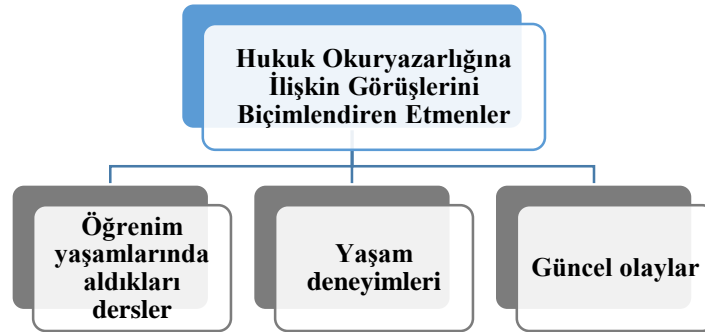 Hukuk Okuryazarlığına
İlişkin Görüşlerini
Biçimlendiren Etmenler
Öğrenim
yaşamlarında
aldıkları
dersler
Yaşam
deneyimleri
Güncel olaylar